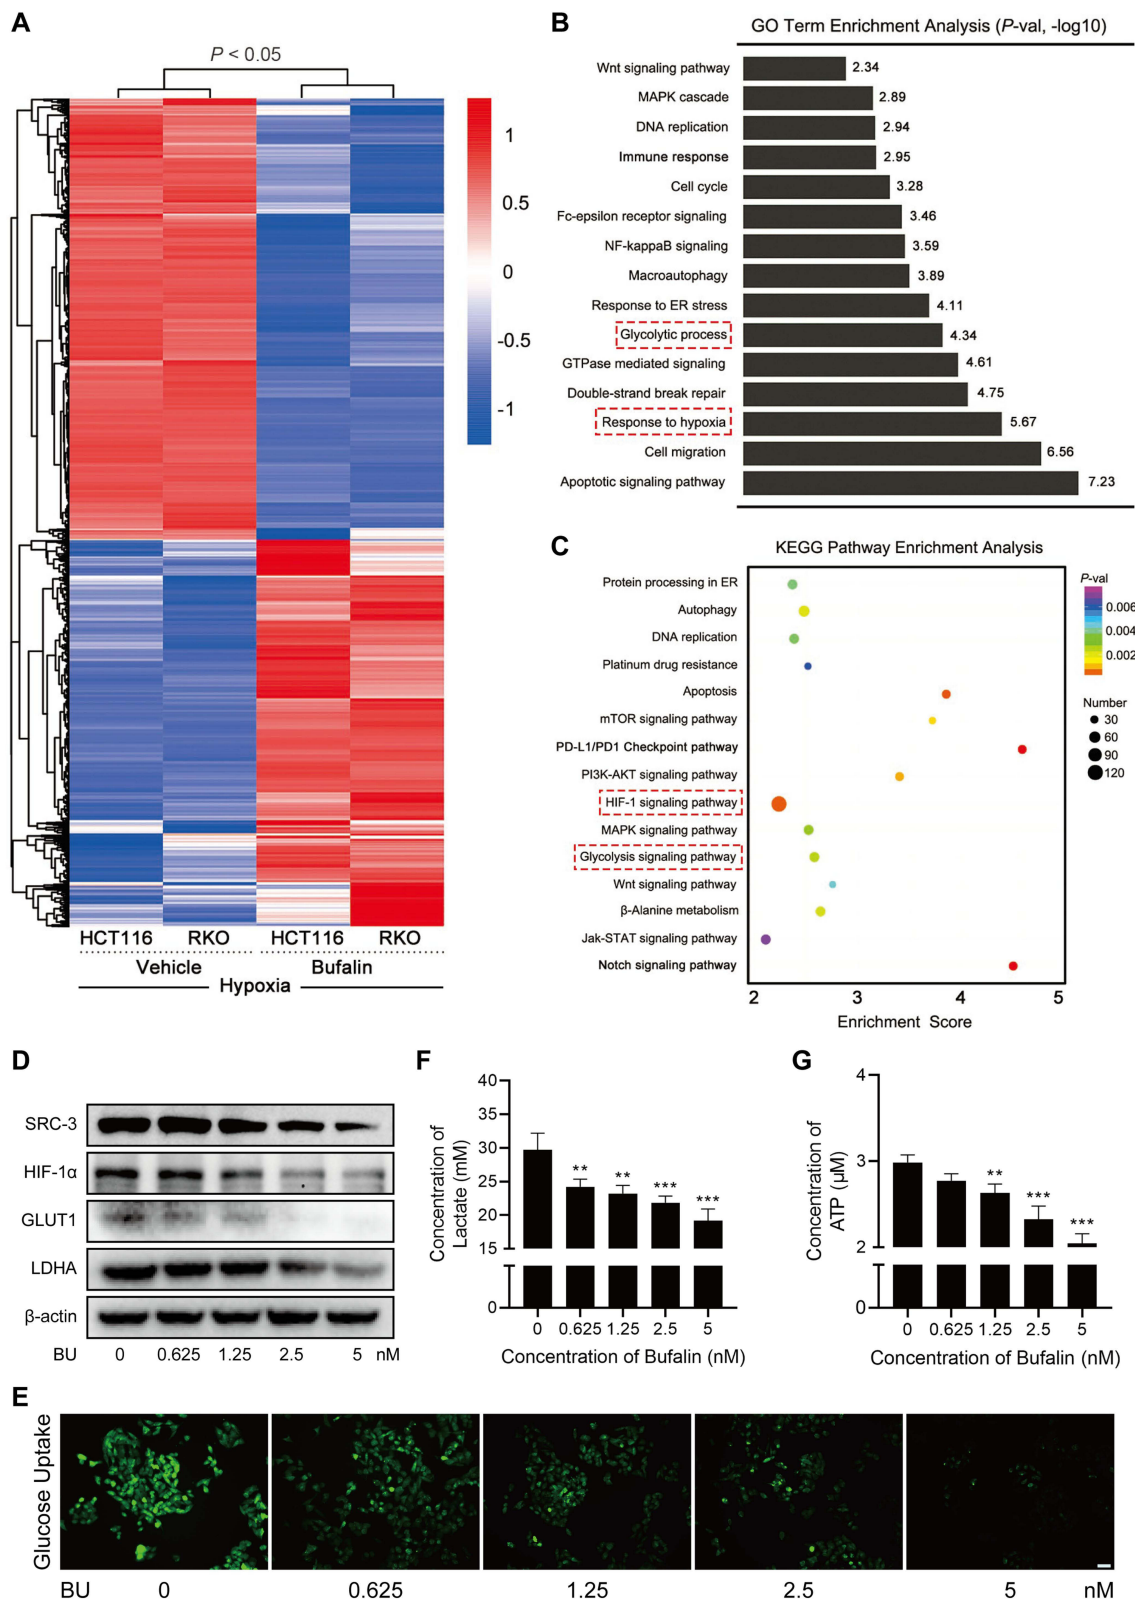 A
P < 0.05
1
0.5
0
-0.5
-1
HCT116 RKO HCT116 RKO
Vehicle Bufalin
Hypoxia
B
GO Term Enrichment Analysis (P-val, -log10)
Wnt signaling pathway 2.34
MAPK cascade 2.89
DNA replication 2.94
Immune response 2.95
Cell cycle 3.28
Fc-epsilon receptor signaling 3.46
NF-kappaB signaling 3.59
Macroautophagy 3.89
Response to ER stress 4.11
Glycolytic process 4.34
GTPase mediated signaling 4.61
Double-strand break repair 4.75
Response to hypoxia 5.67
Cell migration 6.56
Apoptotic signaling pathway 7.23
C
KEGG Pathway Enrichment Analysis
Protein processing in ER
Autophagy
DNA replication
Platinum drug resistance
Apoptosis
mTOR signaling pathway
PD-L1/PD1 Checkpoint pathway
PI3K-AKT signaling pathway
HIF-1 signaling pathway
MAPK signaling pathway
Glycolysis signaling pathway
Wnt signaling pathway
β-Alanine metabolism
Jak-STAT signaling pathway
Notch signaling pathway
2 3 4 5
Enrichment Score
P-val
0.006
0.004
0.002
Number
30
60
90
120
D
SRC-3
HIF-1α
GLUT1
LDHA
β-actin
BU 0 0.625 1.25 2.5 5 nM
F
Concentration of
Lactate (mM)
40
35
30
25
20
15
0
** ** *** ***
0 0.625 1.25 2.5 5
Concentration of Bufalin (nM)
G
Concentration of
ATP (μM)
4
3
2
0
** *** ***
0 0.625 1.25 2.5 5
Concentration of Bufalin (nM)
E
Glucose Uptake
BU 0 0.625 1.25 2.5 5 nM